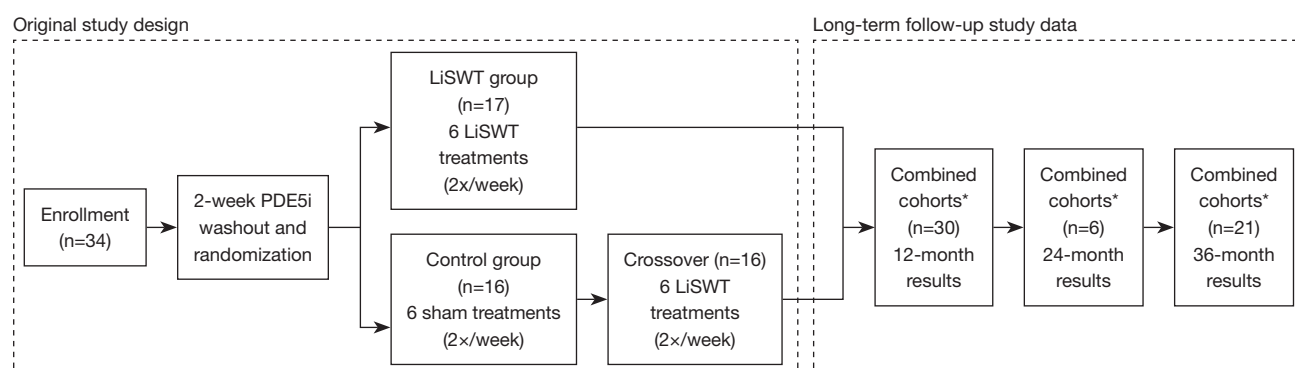 Original study design
Long-term follow-up study data
Enrollment
(n=34)
2-week PDE5i
washout and
randomization
LiSWT group
(n=17)
6 LiSWT
treatments
(2x/week)
Control group
(n=16)
6 sham treatments
(2×/week)
Crossover (n=16)
6 LiSWT
treatments
(2×/week)
Combined
cohorts*
(n=30)
12-month
results
Combined
cohorts*
(n=6)
24-month
results
Combined
cohorts*
(n=21)
36-month
results